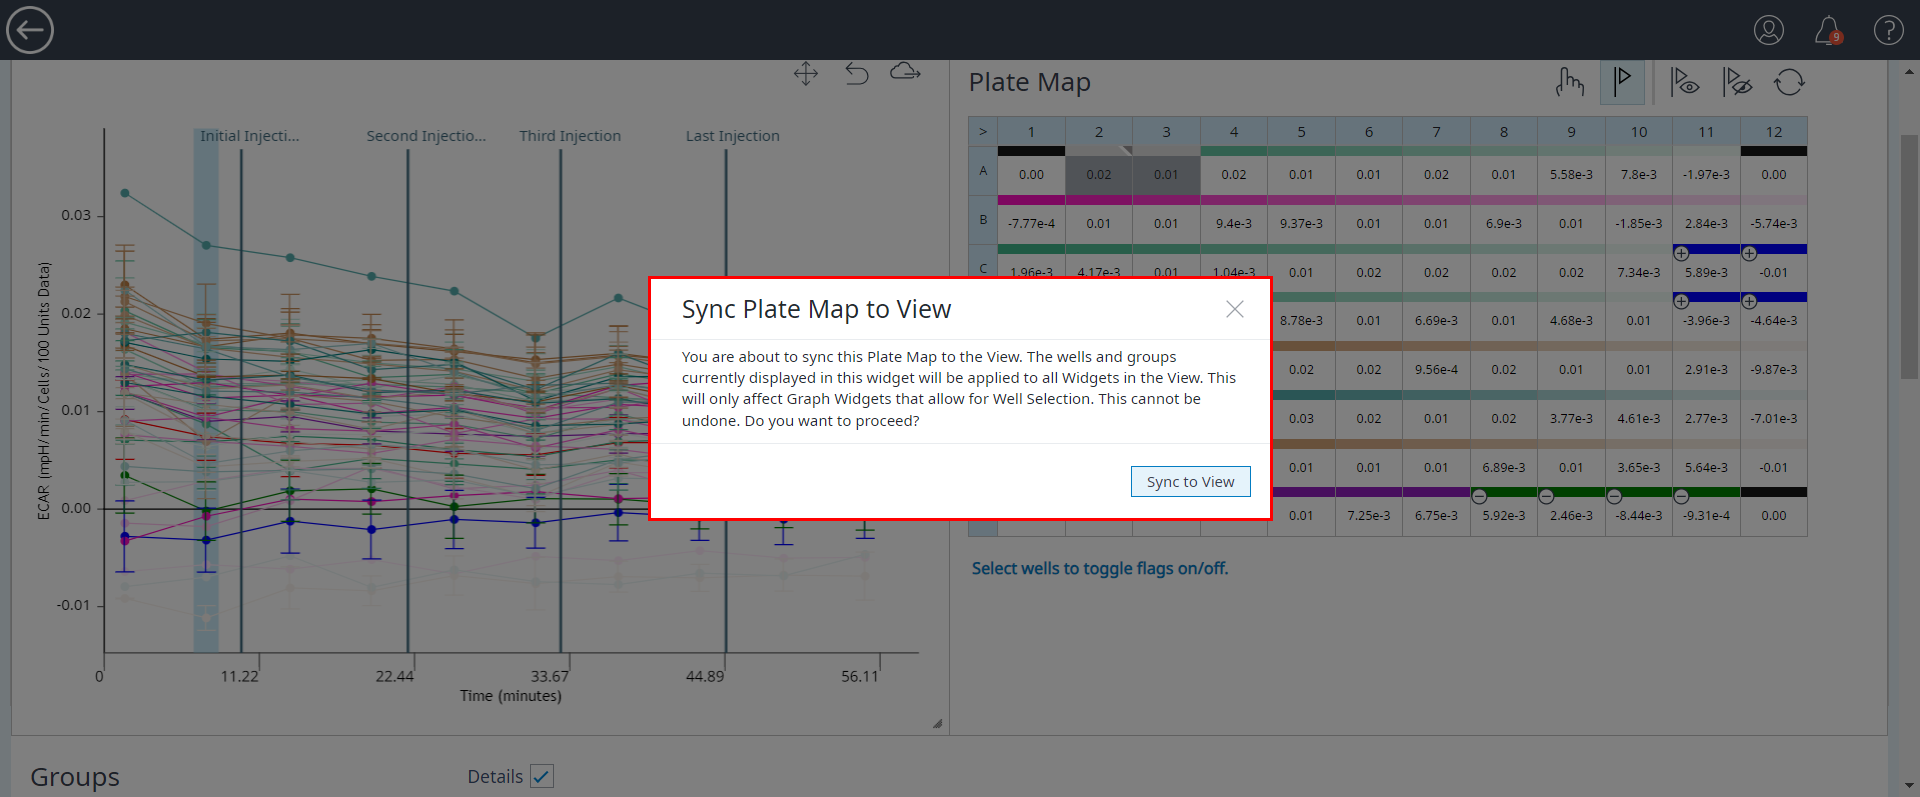 9
?
Plate Map
Initial Injecti...
Second Injectio...
Third Injection
Last Injection
> 1 2 3 4 5 6 7 8 9 10 11 12
A 0.00 0.02 0.01 0.02 0.01 0.01 0.02 0.01 5.58e-3 7.8e-3 -1.97e-3 0.00
B -7.77e-4 0.01 0.01 9.4e-3 9.37e-3 0.01 0.01 6.9e-3 0.01 -1.85e-3 2.84e-3 -5.74e-3
C 1.96e-3 4.17e-3 0.01 1.04e-3 0.01 0.02 0.02 0.02 0.02 7.34e-3 5.89e-3 -0.01
8.78e-3 0.01 6.69e-3 0.01 4.68e-3 0.01 -3.96e-3 -4.64e-3
0.02 0.02 9.56e-4 0.02 0.01 0.01 2.91e-3 -9.87e-3
0.03 0.02 0.01 0.02 3.77e-3 4.61e-3 2.77e-3 -7.01e-3
0.01 0.01 0.01 6.89e-3 0.01 3.65e-3 5.64e-3 -0.01
0.01 7.25e-3 6.75e-3 5.92e-3 2.46e-3 -8.44e-3 -9.31e-4 0.00
Select wells to toggle flags on/off.
Sync Plate Map to View
You are about to sync this Plate Map to the View. The wells and groups
currently displayed in this widget will be applied to all Widgets in the View. This
will only affect Graph Widgets that allow for Well Selection. This cannot be
undone. Do you want to proceed?
Sync to View
ECAR (mpH/min/Cells/100 Units Data)
0.03
0.02
0.01
0.00
-0.01
0 11.22 22.44 33.67 44.89 56.11
Time (minutes)
Groups
Details